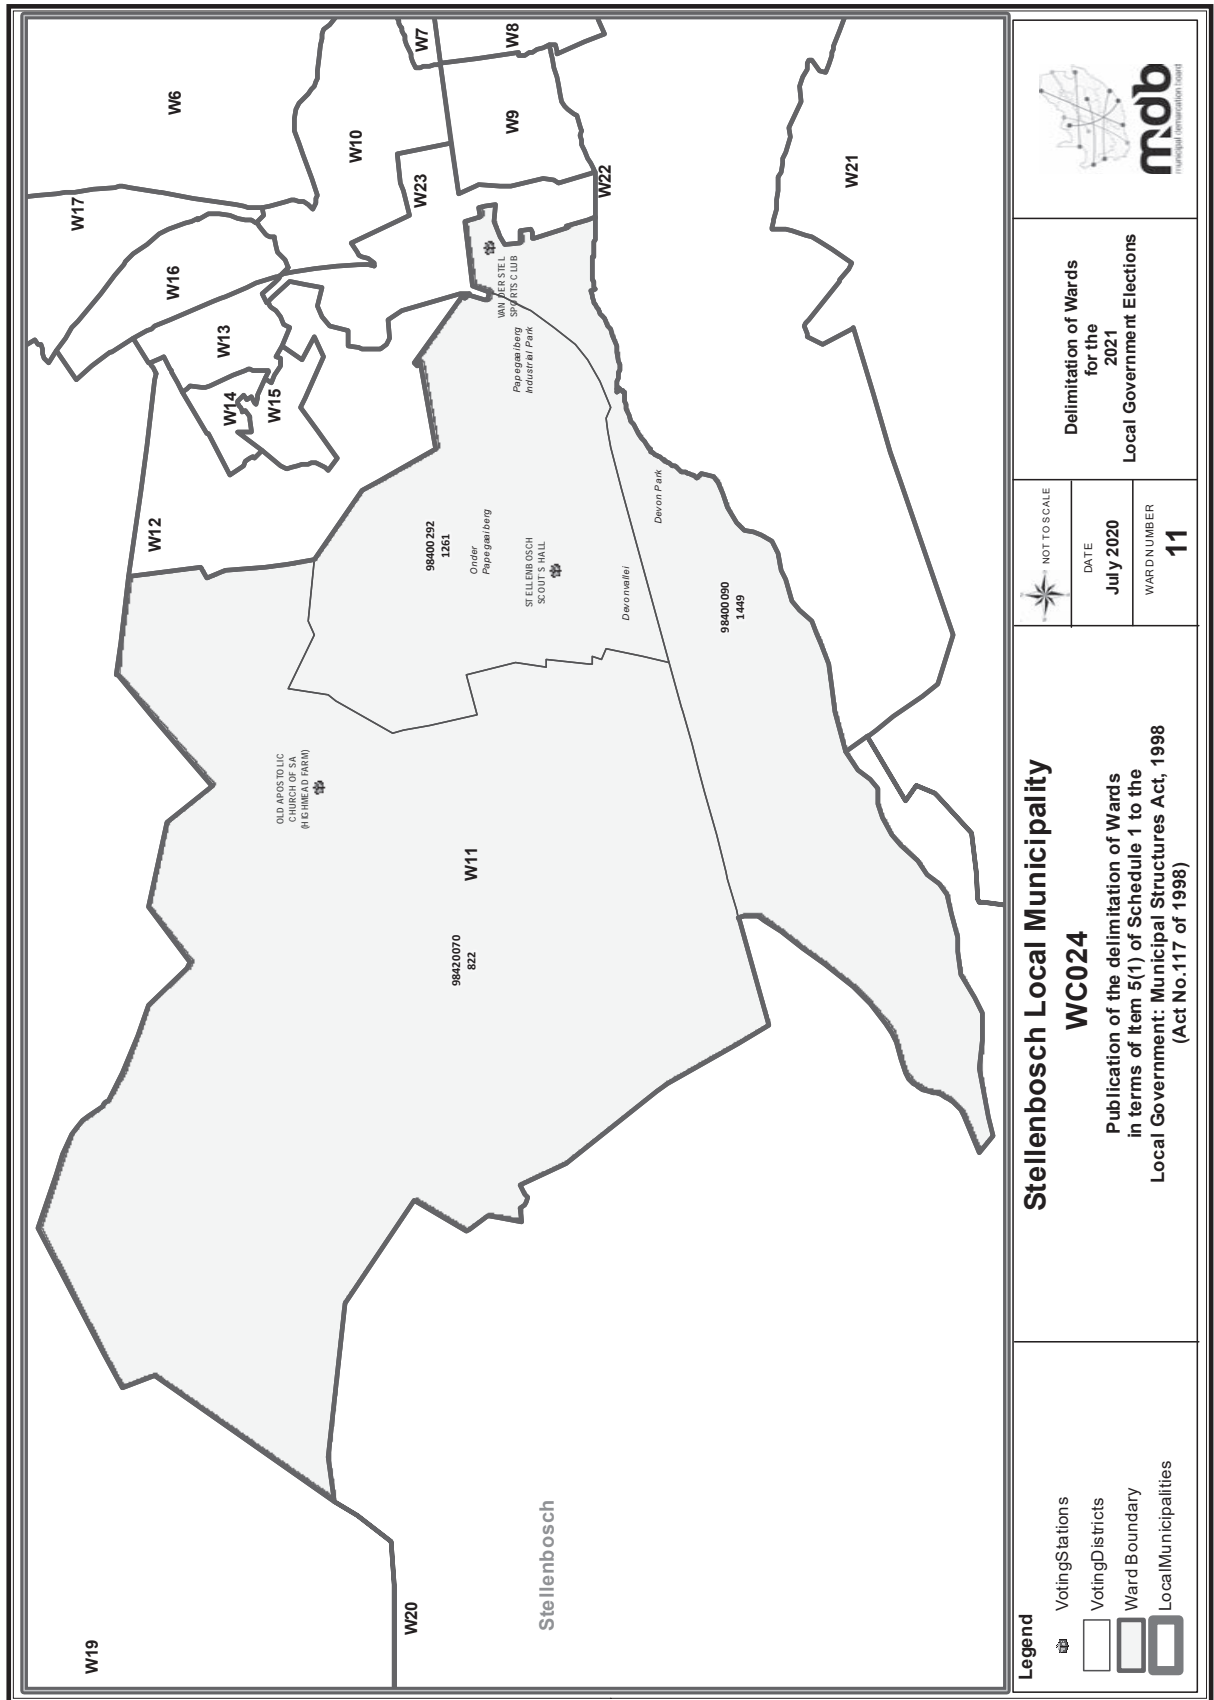 W19
W20
Stellenbosch
W17
W6
W16
W10
W7
W8
W9
W23
W22
W21
W13
W14
W15
W12
W11
VAN DER STEL
SPORTS CLUB
Papegaaiberg
Industrial Park
98400292
1261
Onder
Papegaaiberg
STELLENBOSCH
SCOUT'S HALL
Devonvallei
Devon Park
98400090
1449
OLD APOSTOLIC
CHURCH OF SA
(HIGHMEAD FARM)
98420070
822
Legend
VotingStations
VotingDistricts
Ward Boundary
LocalMunicipalities
Stellenbosch Local Municipality
WC024
Publication of the delimitation of Wards
in terms of Item 5(1) of Schedule 1 to the
Local Government: Municipal Structures Act, 1998
(Act No.117 of 1998)
NOT TO SCALE
DATE
July 2020
WARD NUMBER
11
Delimitation of Wards
for the
2021
Local Government Elections
mdb
municipal demarcation board